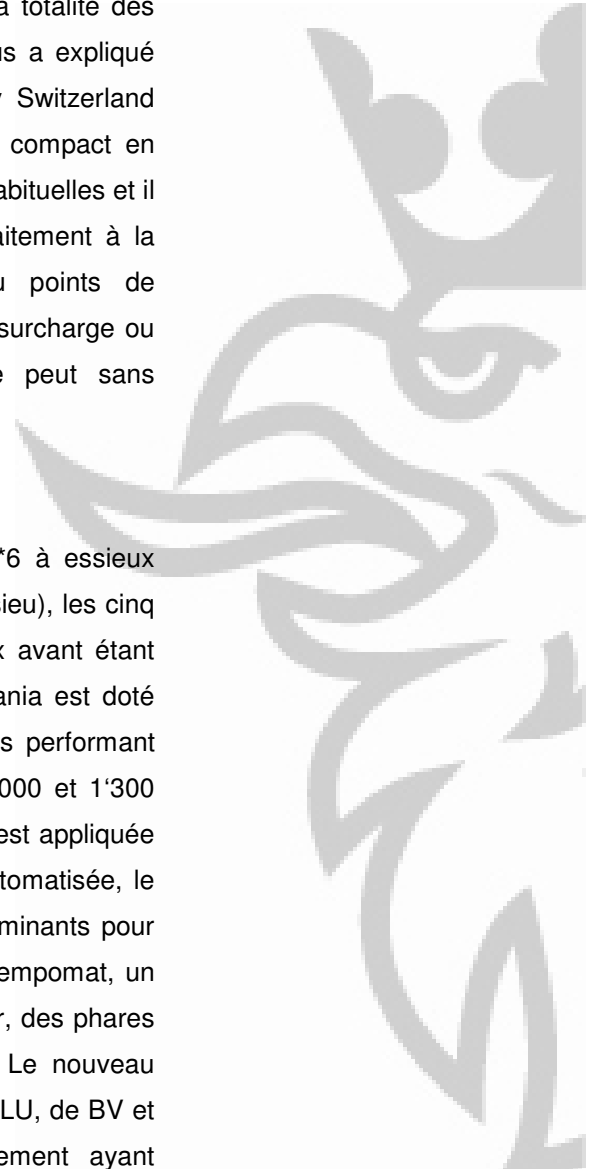 totalité des
us a expliqué
Switzerland
compact en
abituelles et il
aitement à la
u points de
surcharge ou
e peut sans
*6 à essieux
sieu), les cinq
x avant étant
ania est doté
s performant
000 et 1‘300
est appliquée
tomatisée, le
minants pour
empomat, un
r, des phares
Le nouveau
LU, de BV et
ement ayant